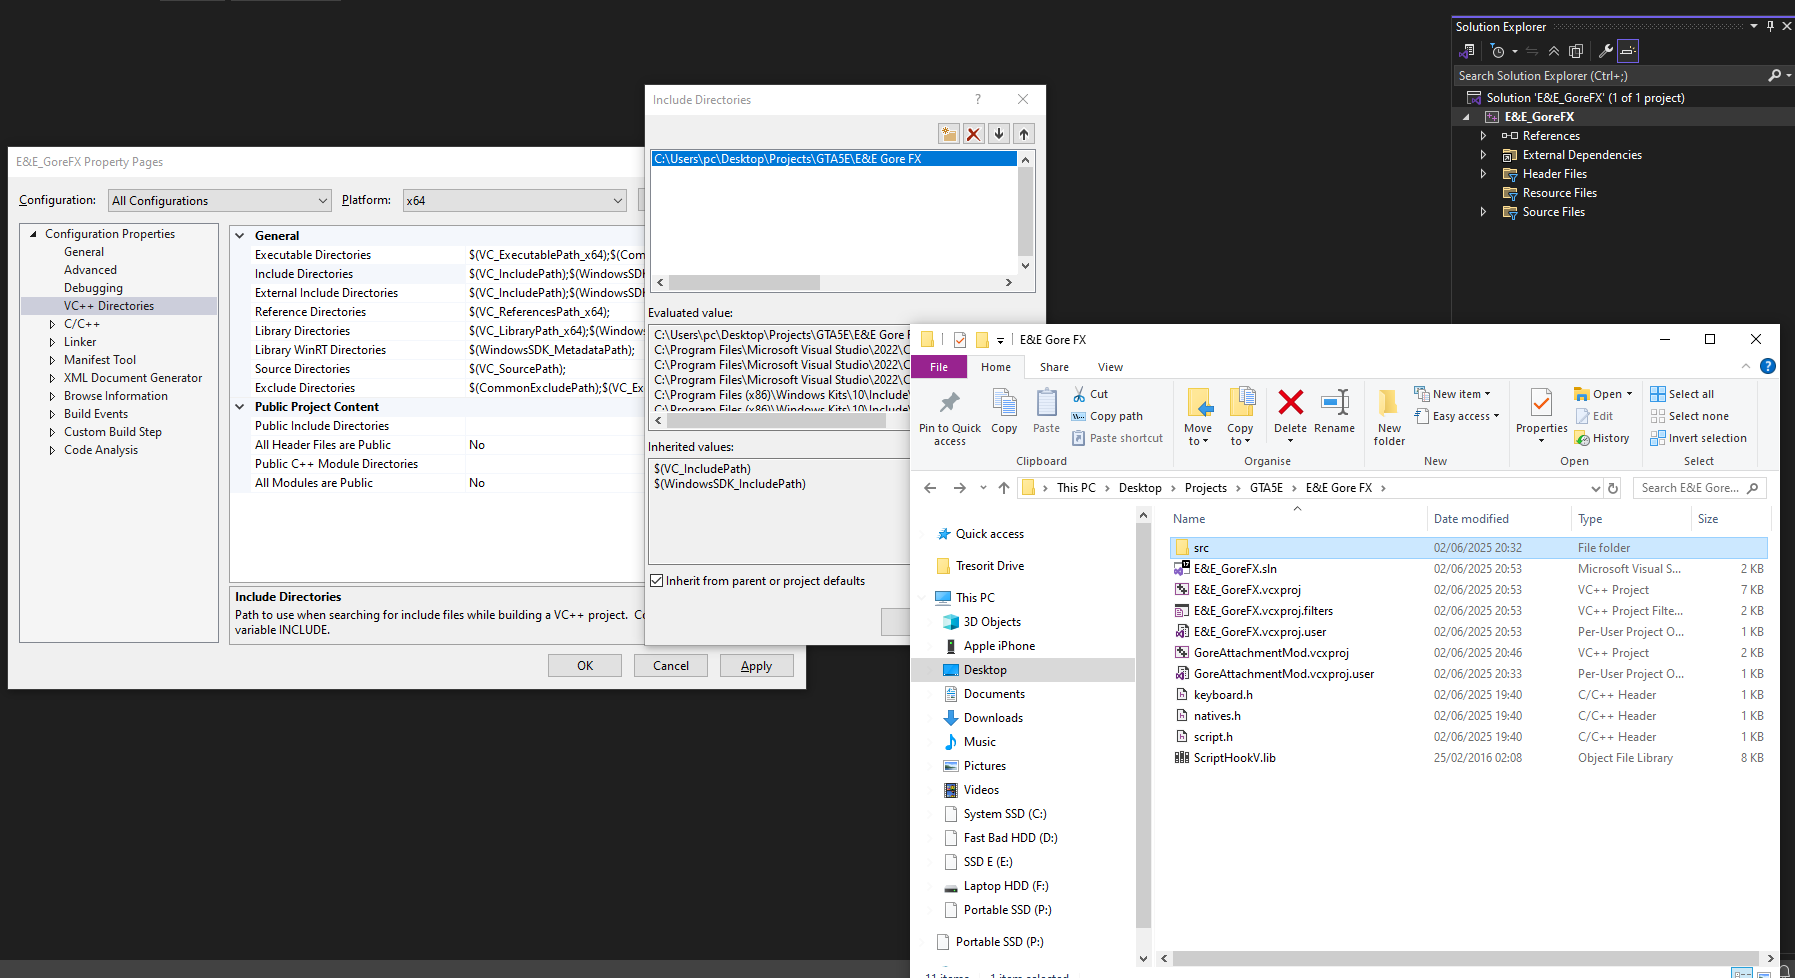 E&E_GoreFX Property Pages
Configuration:
All Configurations
Platform:
x64
Configuration Properties
General
Advanced
Debugging
VC++ Directories
C/C++
Linker
Manifest Tool
XML Document Generator
Browse Information
Build Events
Custom Build Step
Code Analysis
General
Executable Directories $(VC_ExecutablePath_x64);$(Com
Include Directories $(VC_IncludePath);$(WindowsSDK
External Include Directories $(VC_IncludePath);$(WindowsSDK
Reference Directories $(VC_ReferencesPath_x64);
Library Directories $(VC_LibraryPath_x64);$(Windows
Library WinRT Directories $(WindowsSDK_MetadataPath);
Source Directories $(VC_SourcePath);
Exclude Directories $(CommonExcludePath);$(VC_Ex
Public Project Content
Public Include Directories
All Header Files are Public No
Public C++ Module Directories
All Modules are Public No
Include Directories
Path to use when searching for include files while building a VC++ project. Co
variable INCLUDE.
OK
Cancel
Apply
Include Directories
?
C:\Users\pc\Desktop\Projects\GTA5E\E&E Gore FX
Evaluated value:
C:\Users\pc\Desktop\Projects\GTA5E\E&E Gore F
C:\Program Files\Microsoft Visual Studio\2022\C
C:\Program Files\Microsoft Visual Studio\2022\C
C:\Program Files\Microsoft Visual Studio\2022\C
C:\Program Files (x86)\Windows Kits\10\Include\
C:\Program Files (x86)\Windows Kits\10\Include\
Inherited values:
$(VC_IncludePath)
$(WindowsSDK_IncludePath)
Inherit from parent or project defaults
Solution Explorer
Search Solution Explorer (Ctrl+;)
Solution 'E&E_GoreFX' (1 of 1 project)
E&E_GoreFX
References
External Dependencies
Header Files
Resource Files
Source Files
E&E Gore FX
File
Home
Share
View
Pin to Quick
access
Copy
Paste
Cut
Copy path
Paste shortcut
Clipboard
Move
to
Copy
to
Delete
Rename
Organise
New
folder
New item
Easy access
New
Properties
Open
Edit
History
Open
Select all
Select none
Invert selection
Select
This PC > Desktop > Projects > GTA5E > E&E Gore FX >
Search E&E Gore...
Quick access
Tresorit Drive
This PC
3D Objects
Apple iPhone
Desktop
Documents
Downloads
Music
Pictures
Videos
System SSD (C:)
Fast Bad HDD (D:)
SSD E (E:)
Laptop HDD (F:)
Portable SSD (P:)
Portable SSD (P:)
Name Date modified Type Size
src 02/06/2025 20:32 File folder
E&E_GoreFX.sln 02/06/2025 20:53 Microsoft Visual S... 2 KB
E&E_GoreFX.vcxproj 02/06/2025 20:53 VC++ Project 7 KB
E&E_GoreFX.vcxproj.filters 02/06/2025 20:53 VC++ Project Filte... 2 KB
E&E_GoreFX.vcxproj.user 02/06/2025 20:53 Per-User Project O... 1 KB
GoreAttachmentMod.vcxproj 02/06/2025 20:46 VC++ Project 2 KB
GoreAttachmentMod.vcxproj.user 02/06/2025 20:33 Per-User Project O... 1 KB
keyboard.h 02/06/2025 19:40 C/C++ Header 1 KB
natives.h 02/06/2025 19:40 C/C++ Header 1 KB
script.h 02/06/2025 19:40 C/C++ Header 1 KB
ScriptHookV.lib 25/02/2016 02:08 Object File Library 8 KB
11 items 1 item selected